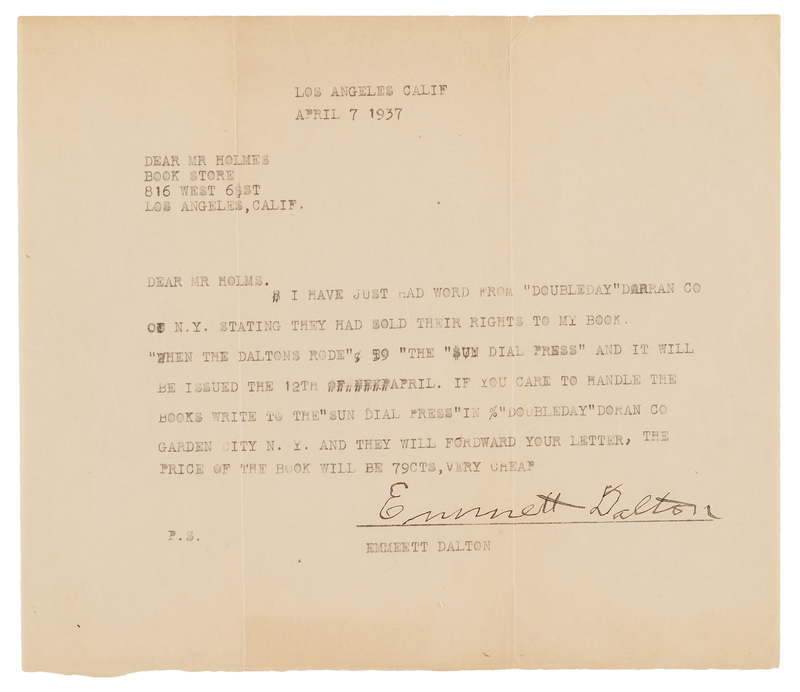 LOS ANGELES CALIF
APRIL 7 1937
DEAR MR HOLMES
BOOK STORE
816 WEST 6 ST
LOS ANGELES,CALIF.
DEAR MR HOLMS.
I HAVE JUST HAD WORD FROM "DOUBLEDAY"DARRAN CO
OF N.Y. STATING THEY HAD SOLD THEIR RIGHTS TO MY BOOK.
"WHEN THE DALTONS RODE", TO "THE "SUN DIAL PRESS" AND IT WILL
BE ISSUED THE 12TH APRIL. IF YOU CARE TO HANDLE THE
BOOKS WRITE TO THE"SUN DIAL PRESS"IN %"DOUBLEDAY"DORAN CO
GARDEN CITY N. Y. AND THEY WILL FORDWARD YOUR LETTER, THE
PRICE OF THE BOOK WILL BE 79CTS,VERY CHEAP
Emmett Dalton
P.S.
EMMEETT DALTON